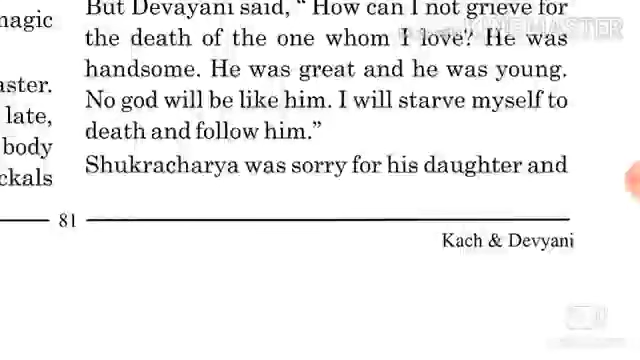 nagic
aster.
late,
body
ckals
But Devayani said, “ How can I not grieve for
the death of the one whom I love? He was
handsome. He was great and he was young.
No god will be like him. I will starve myself to
death and follow him.”
Shukracharya was sorry for his daughter and
81
Kach & Devyani